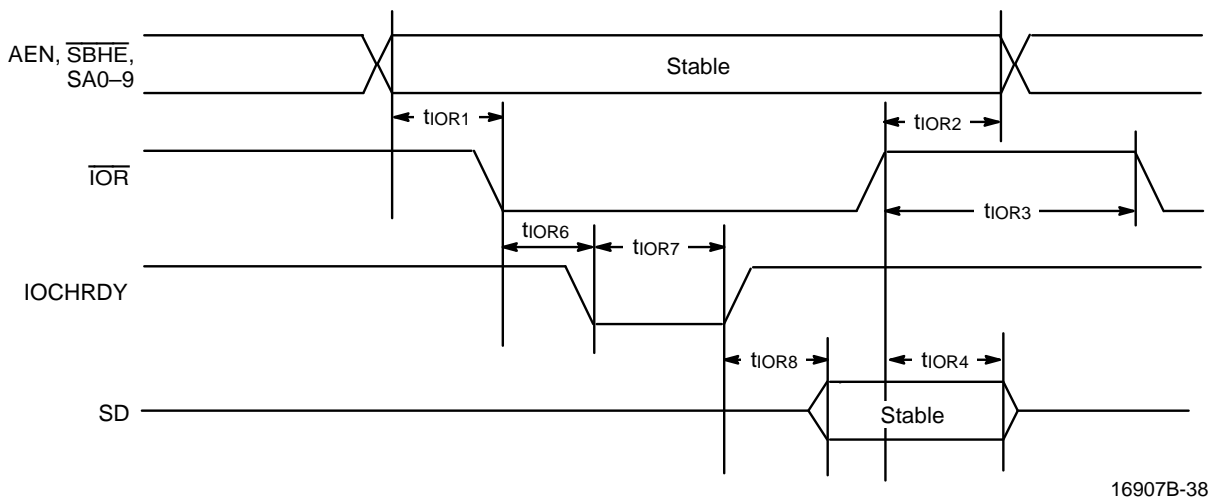 AEN, SBHE,
SA0–9
Stable
tIOR1
tIOR2
IOR
tIOR3
tIOR6
tIOR7
IOCHRDY
tIOR8
tIOR4
SD
Stable
16907B-38